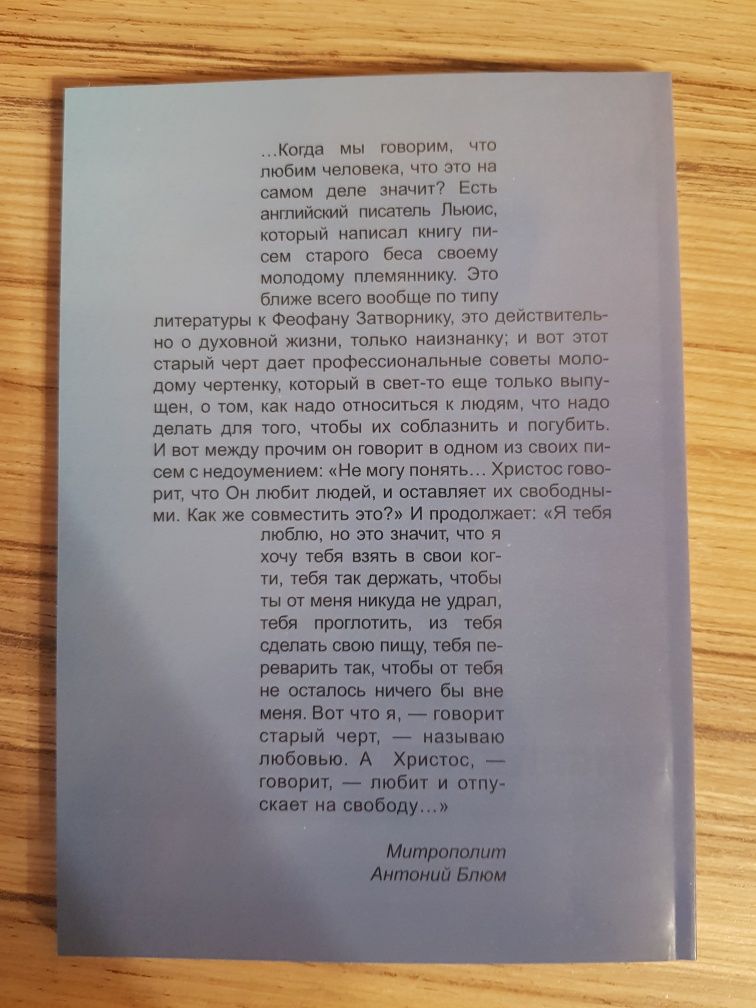 ...Когда мы говорим, что
любим человека, что это на
самом деле значит? Есть
английский писатель Льюис,
который написал книгу пи-
сем старого беса своему
молодому племяннику. Это
ближе всего вообще по типу
литературы к Феофану Затворнику, это действитель-
но о духовной жизни, только наизнанку; и вот этот
старый черт дает профессиональные советы моло-
дому чертенку, который в свет-то еще только выпу-
щен, о том, как надо относиться к людям, что надо
делать для того, чтобы их соблазнить и погубить.
И вот между прочим он говорит в одном из своих пи-
сем с недоумением: «Не могу понять... Христос гово-
рит, что Он любит людей, и оставляет их свободны-
ми. Как же совместить это?» И продолжает: «Я тебя
люблю, но это значит, что я
хочу тебя взять в свои ког-
ти, тебя так держать, чтобы
ты от меня никуда не удрал,
тебя проглотить, из тебя
сделать свою пищу, тебя пе-
реварить так, чтобы от тебя
не осталось ничего бы вне
меня. Вот что я, — говорит
старый черт, — называю
любовью. А Христос, —
говорит, — любит и отпу-
скает на свободу...»
Митрополит
Антоний Блюм